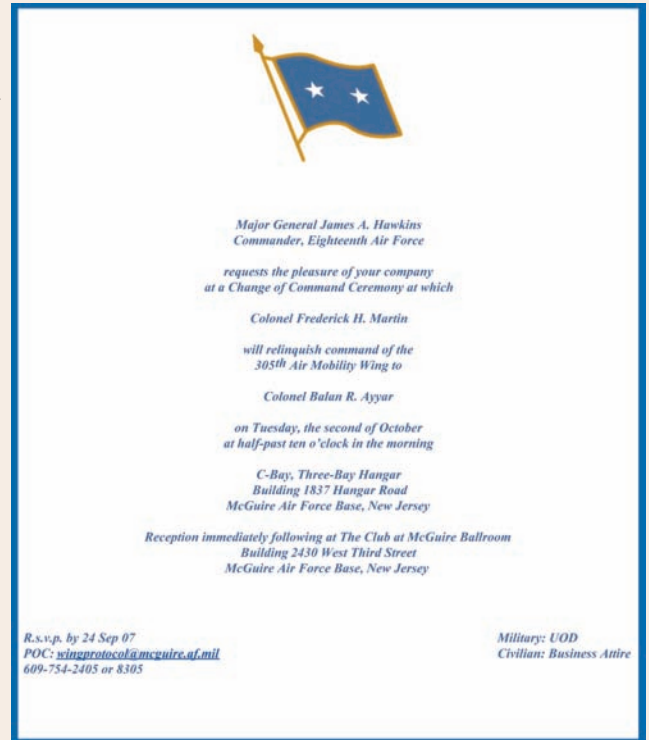 Major General James A. Hawkins
Commander, Eighteenth Air Force
requests the pleasure of your company
at a Change of Command Ceremony at which
Colonel Frederick H. Martin
will relinquish command of the
305th Air Mobility Wing to
Colonel Balan R. Ayyar
on Tuesday, the second of October
at half-past ten o'clock in the morning
C-Bay, Three-Bay Hangar
Building 1837 Hangar Road
McGuire Air Force Base, New Jersey
Reception immediately following at The Club at McGuire Ballroom
Building 2430 West Third Street
McGuire Air Force Base, New Jersey
R.s.v.p. by 24 Sep 07
POC: wingprotocol@mcguire.af.mil
609-754-2405 or 8305
Military: UOD
Civilian: Business Attire